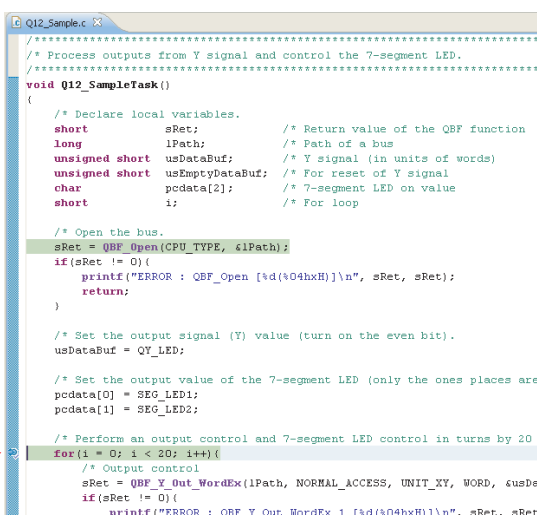 Q12_Sample.c
/****************************************************************************
/* Process outputs from Y signal and control the 7-segment LED.
/****************************************************************************
void Q12_SampleTask()
{
/* Declare local variables.
short sRet; /* Return value of the QBF function
long lPath; /* Path of a bus
unsigned short usDataBuf; /* Y signal (in units of words)
unsigned short usEmptyDataBuf; /* For reset of Y signal
char pcdata[2]; /* 7-segment LED on value
short i; /* For loop
/* Open the bus.
sRet = QBF_Open(CPU_TYPE, &lPath);
if(sRet != 0){
printf("ERROR : QBF_Open [%d(%04hxH)]\n", sRet, sRet);
return;
}
/* Set the output signal (Y) value (turn on the even bit).
usDataBuf = QY_LED;
/* Set the output value of the 7-segment LED (only the ones places are
pcdata[0] = SEG_LED1;
pcdata[1] = SEG_LED2;
/* Perform an output control and 7-segment LED control in turns by 20
for(i = 0; i < 20; i++){
/* Output control
sRet = QBF_Y_Out_WordEx(lPath, NORMAL_ACCESS, UNIT_XY, WORD, &usDa
if(sRet != 0){
printf("ERROR : QBF_Y_Out_WordEx_1 [%d(%04hxH)]\n", sRet, sRet